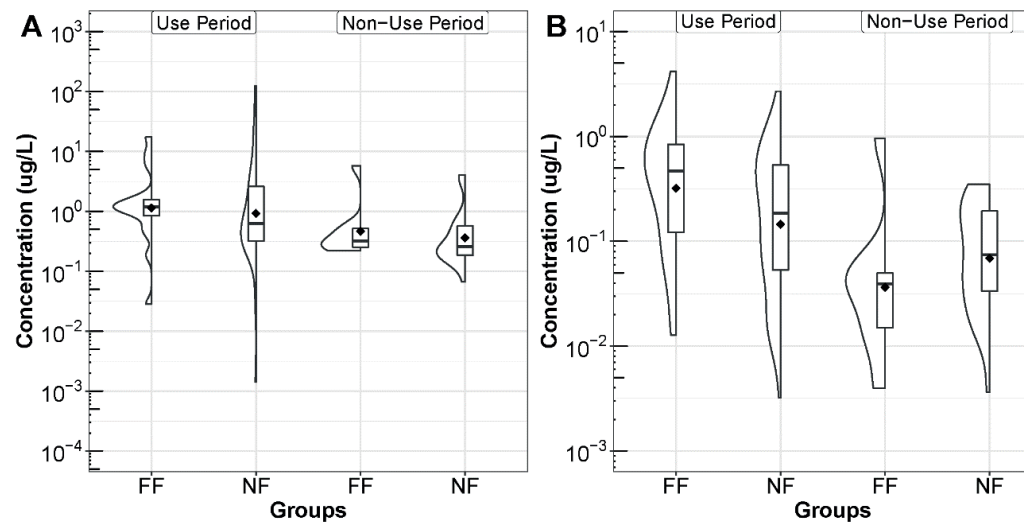 A
Use Period
Non-Use Period
10^3
10^2
10^1
10^0
10^-1
10^-2
10^-3
10^-4
Concentration (ug/L)
FF
NF
FF
NF
Groups
B
Use Period
Non-Use Period
10^1
10^0
10^-1
10^-2
10^-3
Concentration (ug/L)
FF
NF
FF
NF
Groups